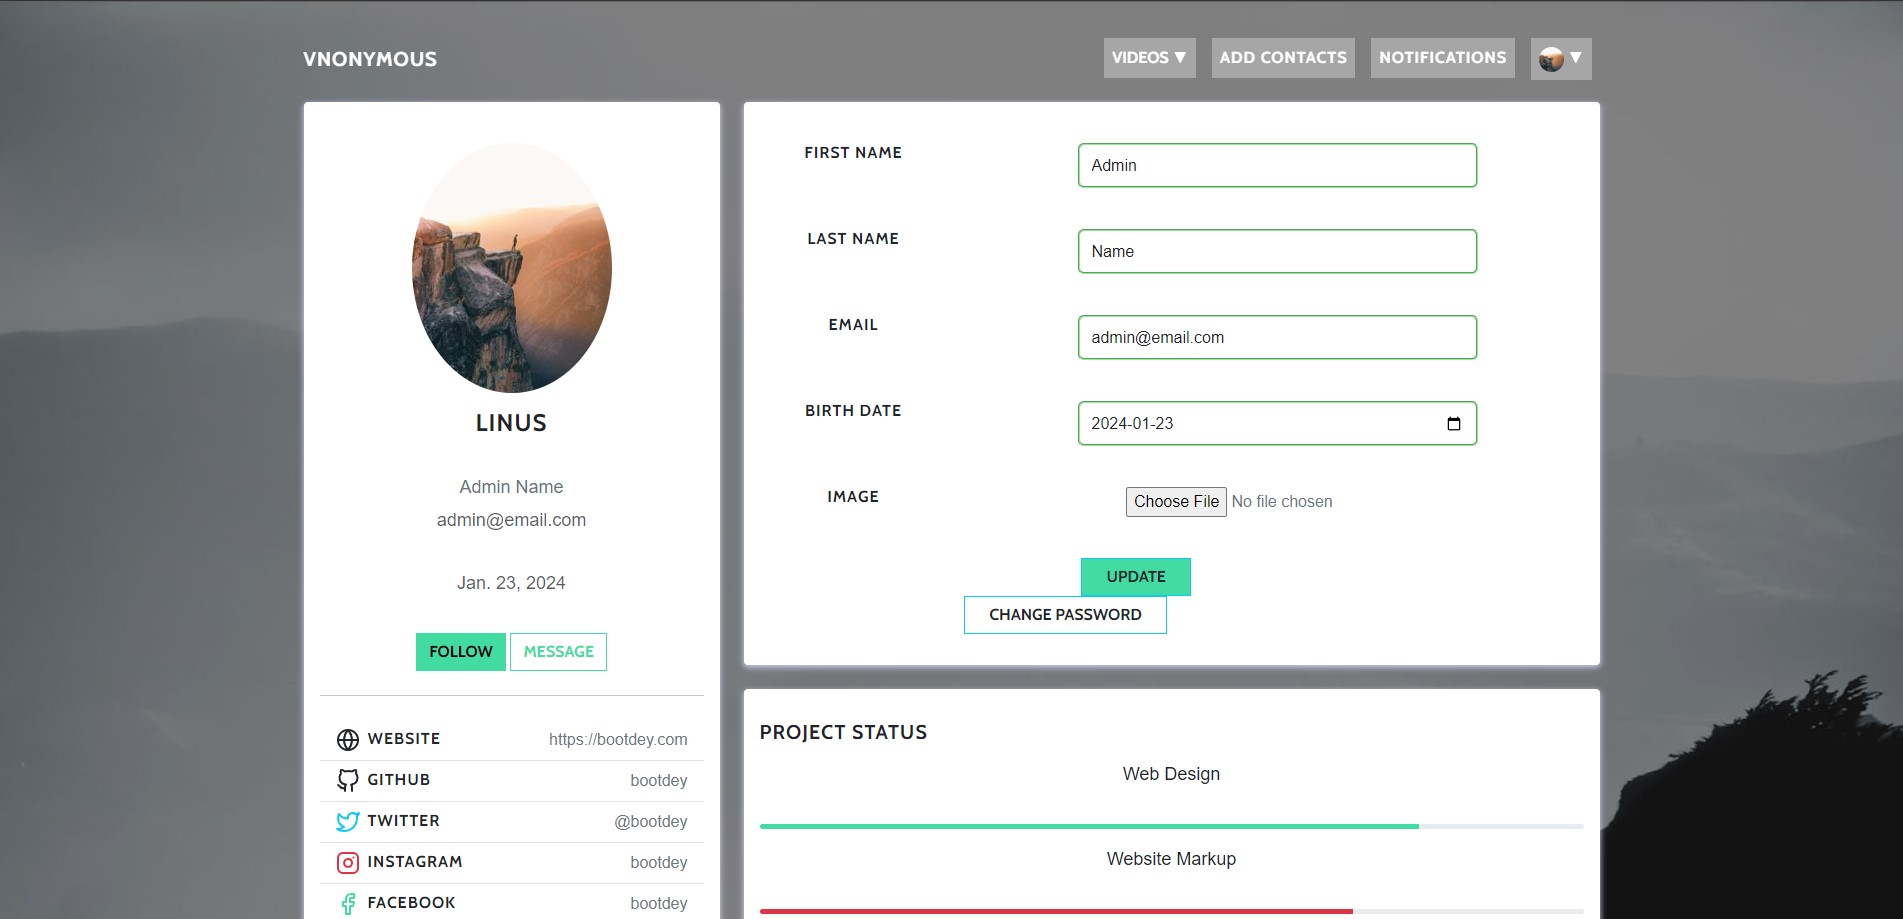 VNONYMOUS
VIDEOS ▼
ADD CONTACTS
NOTIFICATIONS
▼
LINUS
Admin Name
admin@email.com
Jan. 23, 2024
FOLLOW
MESSAGE
WEBSITE https://bootdey.com
GITHUB bootdey
TWITTER @bootdey
INSTAGRAM bootdey
FACEBOOK bootdey
FIRST NAME Admin
LAST NAME Name
EMAIL admin@email.com
BIRTH DATE 2024-01-23
IMAGE Choose File No file chosen
UPDATE
CHANGE PASSWORD
PROJECT STATUS
Web Design
Website Markup